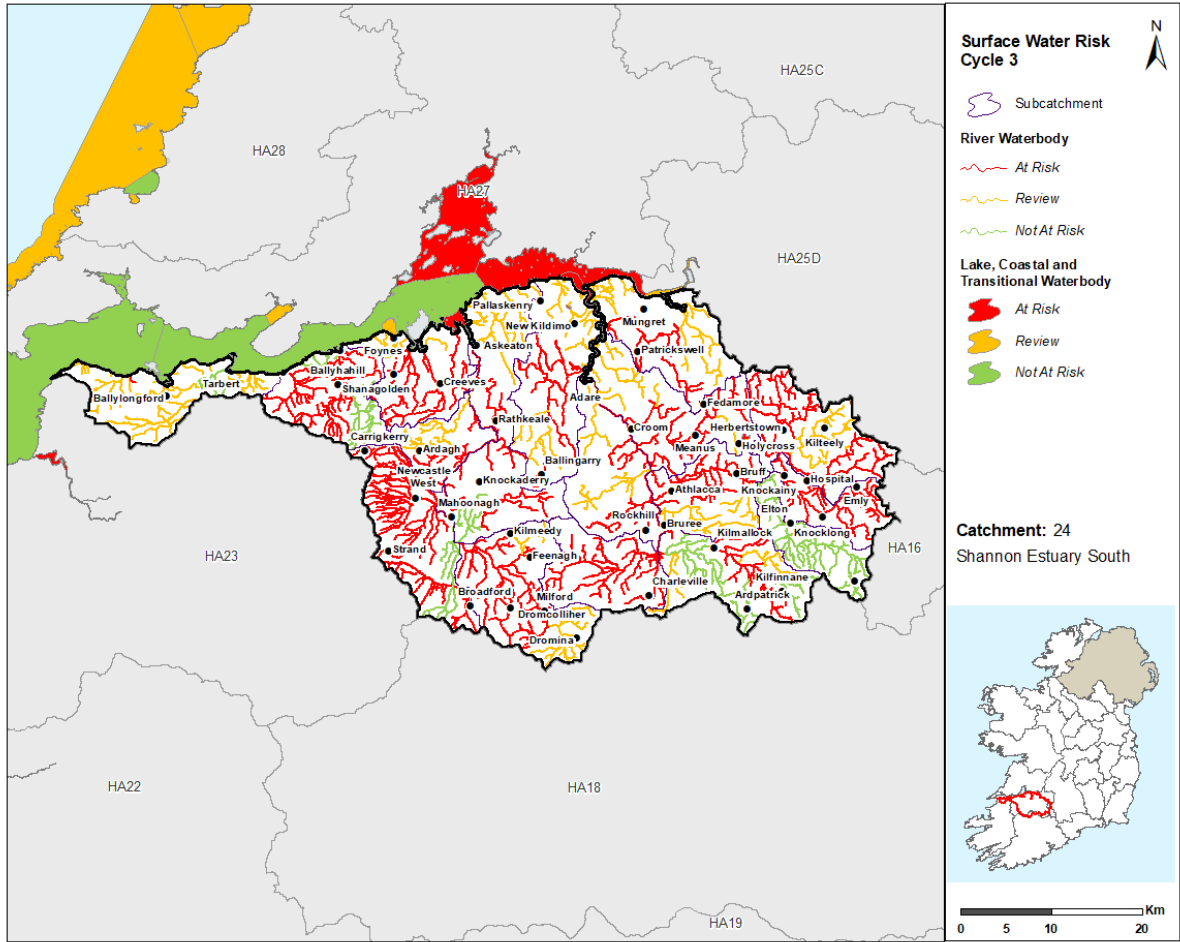 HA25C
HA28
HA27
HA25D
Pallaskenry
New Kildimo
Mungret
Foynes
Askeaton
Patrickswell
Ballyhahill
Tarbert
Shanagolden
Creeves
Ballylongford
Adare
Fedamore
Rathkeale
Croom
Herbertstown
Carrigkerry
Meanus
Holycross
Kilteely
Ardagh
Ballingarry
Newcastle
West
Knockaderry
Bruff
Hospital
Athlacca
Knockainy
Emly
Mahoonagh
Elton
Rockhill
Bruree
Kilmeedy
Kilmallock
Knocklong
Strand
Feenagh
HA23
HA16
Charleville
Kilfinnane
Broadford
Milford
Ardpatrick
Dromcolliher
Dromina
HA22
HA18
HA19
Surface Water Risk
Cycle 3
N
Subcatchment
River Waterbody
At Risk
Review
Not At Risk
Lake, Coastal and
Transitional Waterbody
At Risk
Review
Not At Risk
Catchment: 24
Shannon Estuary South
Km
0 5 10 20